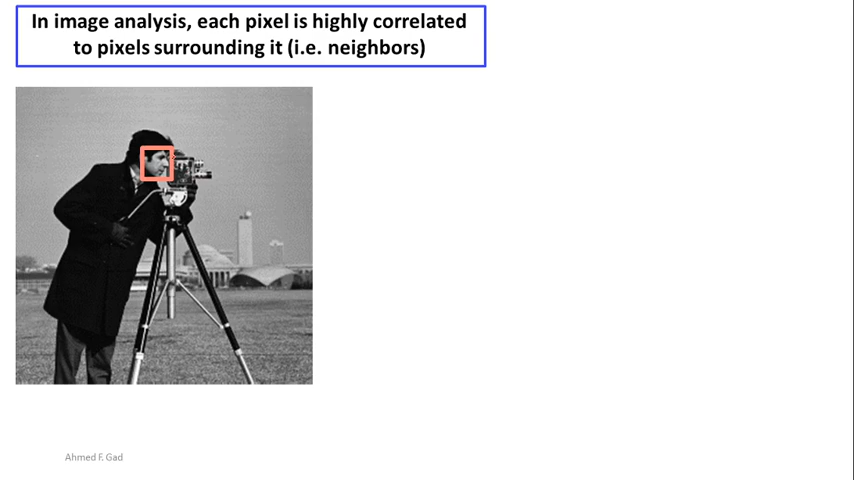 In image analysis, each pixel is highly correlated
to pixels surrounding it (i.e. neighbors)
Ahmed F. Gad